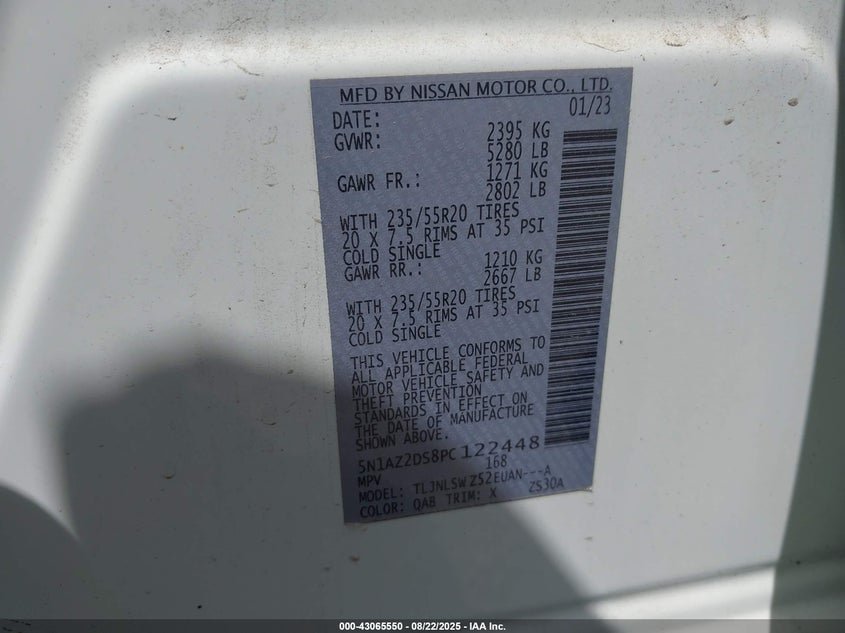 MFD BY NISSAN MOTOR CO., LTD.
DATE: 01/23
GVWR: 2395 KG
5280 LB
GAWR FR.: 1271 KG
2802 LB
WITH 235/55R20 TIRES
20 X 7.5 RIMS AT 35 PSI
COLD SINGLE
GAWR RR.: 1210 KG
2667 LB
WITH 235/55R20 TIRES
20 X 7.5 RIMS AT 35 PSI
COLD SINGLE
THIS VEHICLE CONFORMS TO
ALL APPLICABLE FEDERAL
MOTOR VEHICLE SAFETY AND
THEFT PREVENTION
STANDARDS IN EFFECT ON
THE DATE OF MANUFACTURE
SHOWN ABOVE.
5N1AZ2DS8PC122448
MPV 168
MODEL: TLJNLSW Z52EUAN---A
COLOR: QAB TRIM: X Z530A
000-43065550 - 08/22/2025 - IAA Inc.